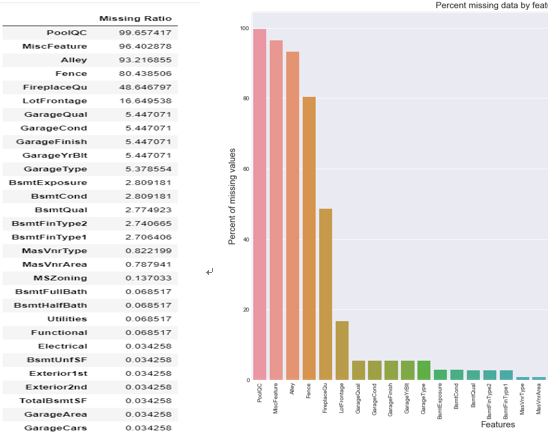 Missing Ratio
PoolQC 99.657417
MiscFeature 96.402878
Alley 93.216855
Fence 80.438506
FireplaceQu 48.646797
LotFrontage 16.649538
GarageQual 5.447071
GarageCond 5.447071
GarageFinish 5.447071
GarageYrBlt 5.447071
GarageType 5.378554
BsmtExposure 2.809181
BsmtCond 2.809181
BsmtQual 2.774923
BsmtFinType2 2.740665
BsmtFinType1 2.706406
MasVnrType 0.822199
MasVnrArea 0.787941
MSZoning 0.137033
BsmtFullBath 0.068517
BsmtHalfBath 0.068517
Utilities 0.068517
Functional 0.068517
Electrical 0.034258
BsmtUnfSF 0.034258
Exterior1st 0.034258
Exterior2nd 0.034258
TotalBsmtSF 0.034258
GarageArea 0.034258
GarageCars 0.034258
Percent missing data by feat
Percent of missing values
100
80
60
40
20
0
PoolQC
MiscFeature
Alley
Fence
FireplaceQu
LotFrontage
GarageQual
GarageCond
GarageFinish
GarageYrBlt
GarageType
BsmtExposure
BsmtCond
BsmtQual
BsmtFinType2
BsmtFinType1
MasVnrType
MasVnrArea
Features